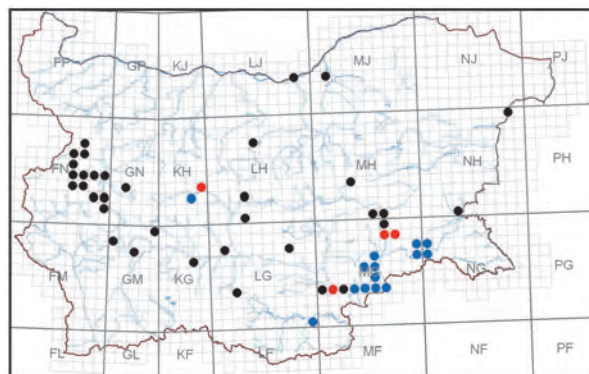 FP GP KJ LJ MJ NJ PJ
FN GN KH LH MH NH PH
FM GM KG LG NG PG
FL GL KF LF MF NF PF